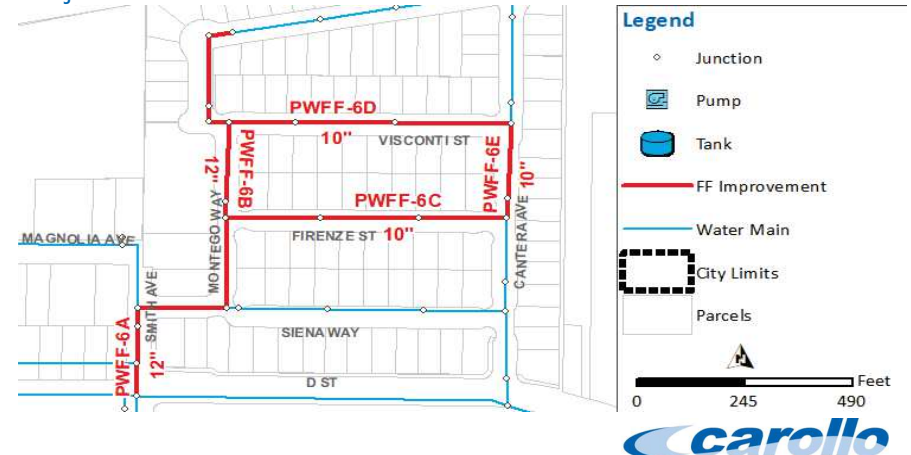 PWFF-6D
10"
VISCONTI ST
PWFF-6B
12"
PWFF-6E
10"
PWFF-6C
MAGNOLIA AVE
MONTEGO WAY
FIRENZE ST
10"
CANTERA AVE
SMITH AVE
SIENA WAY
PWFF-6A
12"
D ST
Legend
Junction
Pump
Tank
FF Improvement
Water Main
City Limits
Parcels
Feet
0 245 490
carollo